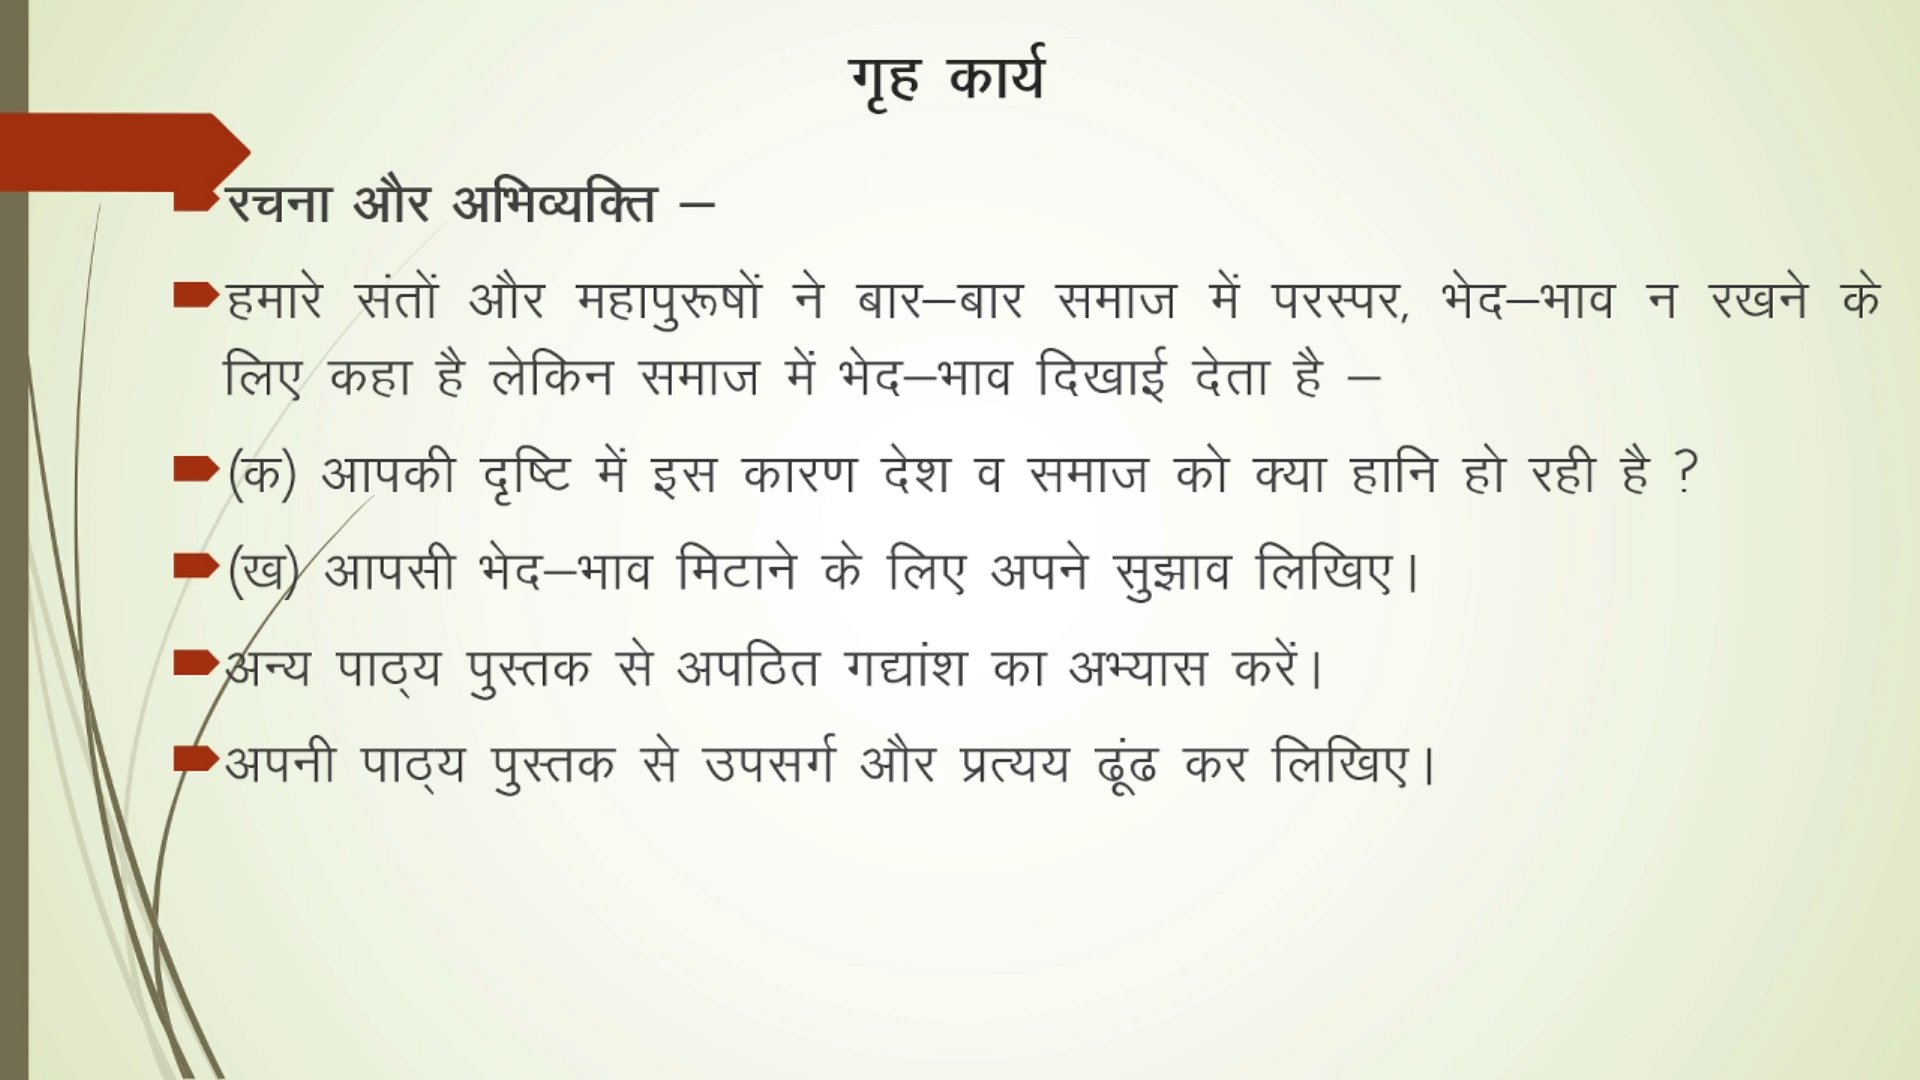 गृह कार्य
रचना और अभिव्यक्ति –
हमारे संतों और महापुरूषों ने बार–बार समाज में परस्पर, भेद–भाव न रखने के
लिए कहा है लेकिन समाज में भेद–भाव दिखाई देता है –
(क) आपकी दृष्टि में इस कारण देश व समाज को क्या हानि हो रही है ?
(ख) आपसी भेद–भाव मिटाने के लिए अपने सुझाव लिखिए।
अन्य पाठ्य पुस्तक से अपठित गद्यांश का अभ्यास करें।
अपनी पाठ्य पुस्तक से उपसर्ग और प्रत्यय ढूंढ कर लिखिए।